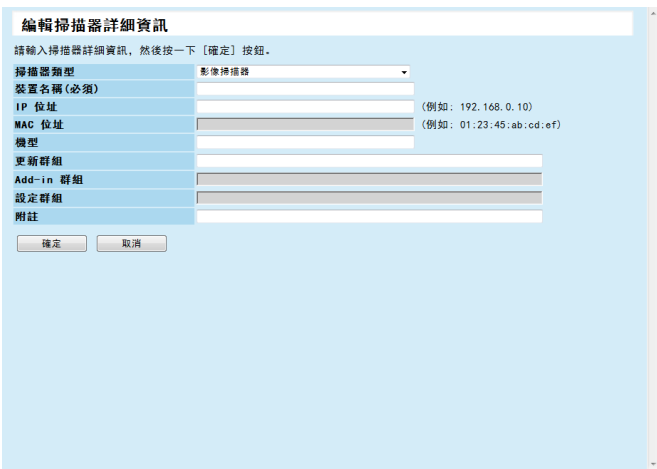 編輯掃描器詳細資訊
請輸入掃描器詳細資訊，然後按一下［確定］按鈕。
掃描器類型 影像掃描器
裝置名稱(必須)
IP 位址 (例如: 192.168.0.10)
MAC 位址 (例如: 01:23:45:ab:cd:ef)
機型
更新群組
Add-in 群組
設定群組
附註
確定 取消